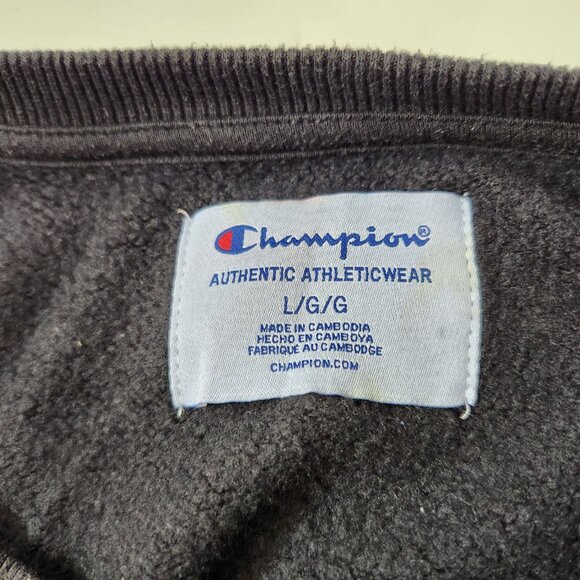 Champion®
AUTHENTIC ATHLETICWEAR
L/G/G
MADE IN CAMBODIA
HECHO EN CAMBOYA
FABRIQUÉ AU CAMBODGE
CHAMPION.COM